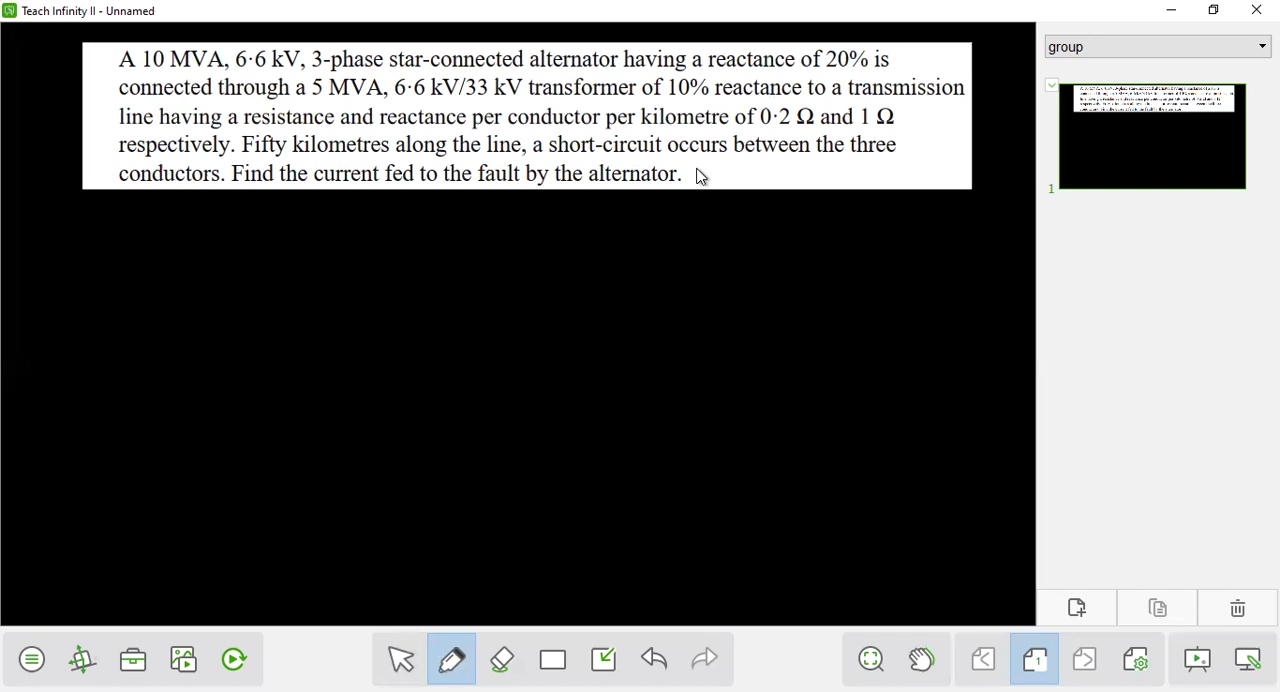 Teach Infinity II - Unnamed
A 10 MVA, 6·6 kV, 3-phase star-connected alternator having a reactance of 20% is
connected through a 5 MVA, 6·6 kV/33 kV transformer of 10% reactance to a transmission
line having a resistance and reactance per conductor per kilometre of 0·2 Ω and 1 Ω
respectively. Fifty kilometres along the line, a short-circuit occurs between the three
conductors. Find the current fed to the fault by the alternator.
group
1
1